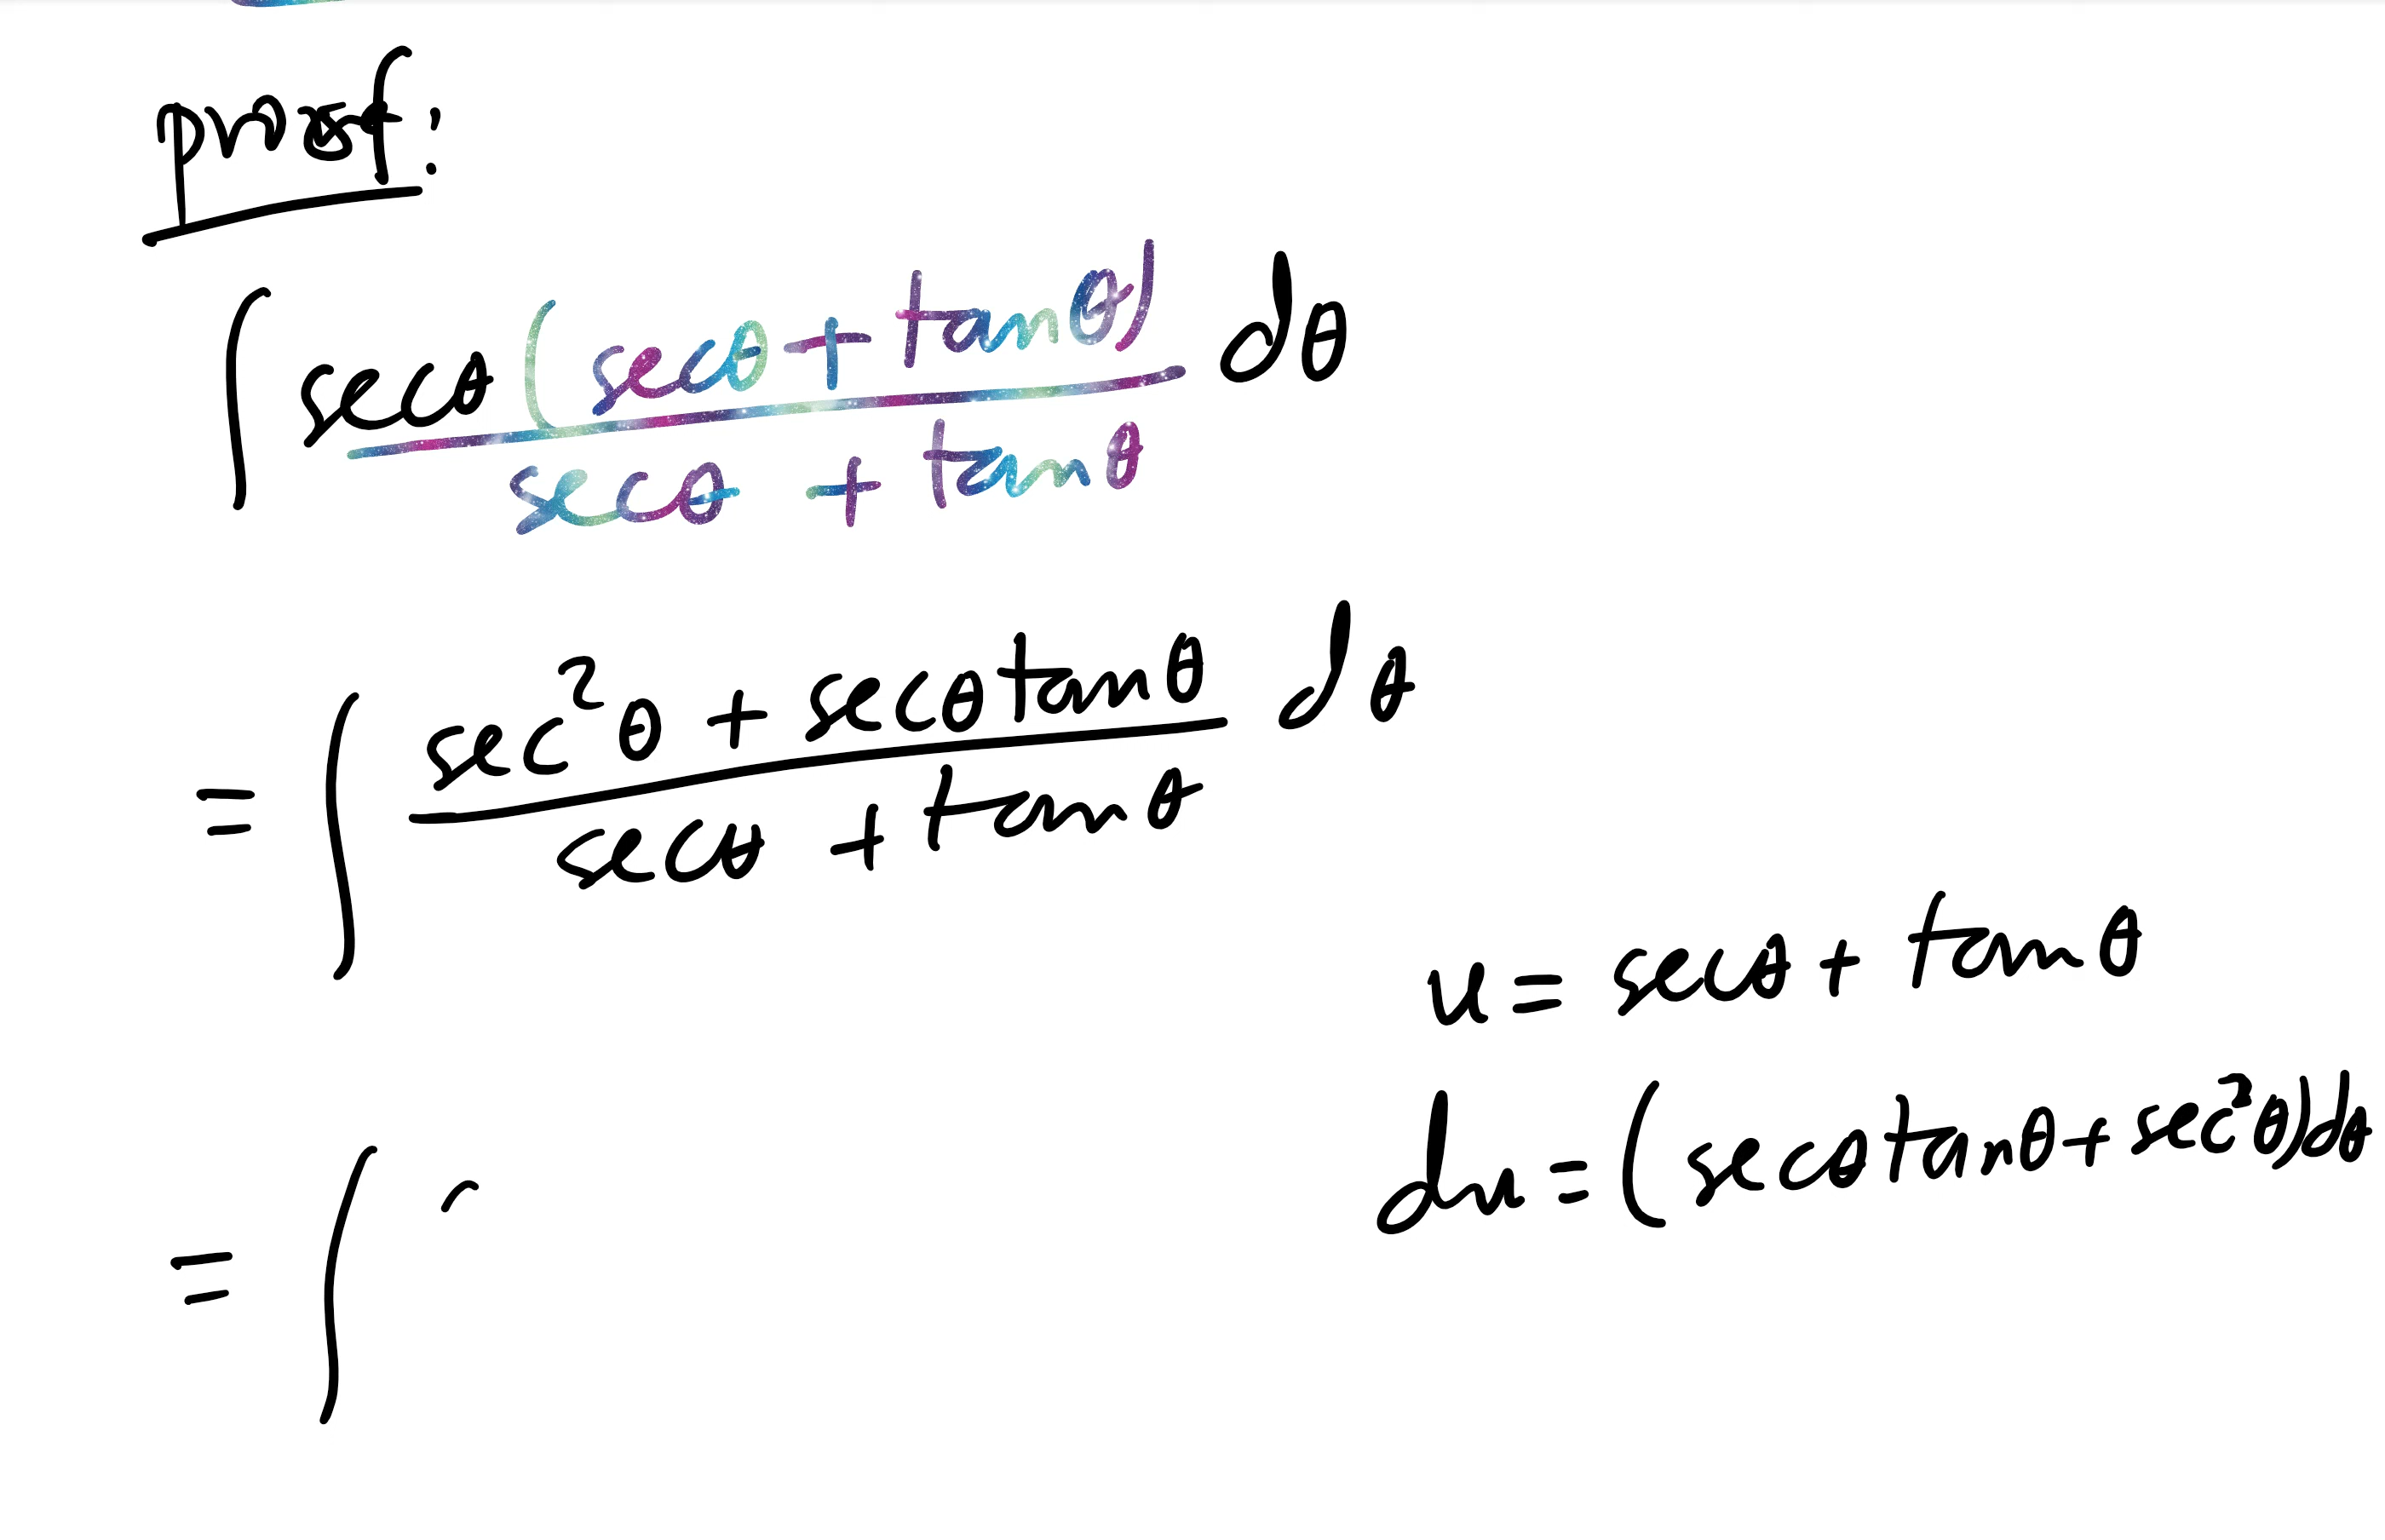 proof:
∫ secθ(secθ + tanθ) / secθ + tanθ dθ
= ∫ sec²θ + secθtanθ / secθ + tanθ dθ
u = secθ + tanθ
du = (secθtanθ + sec²θ)dθ
= ∫